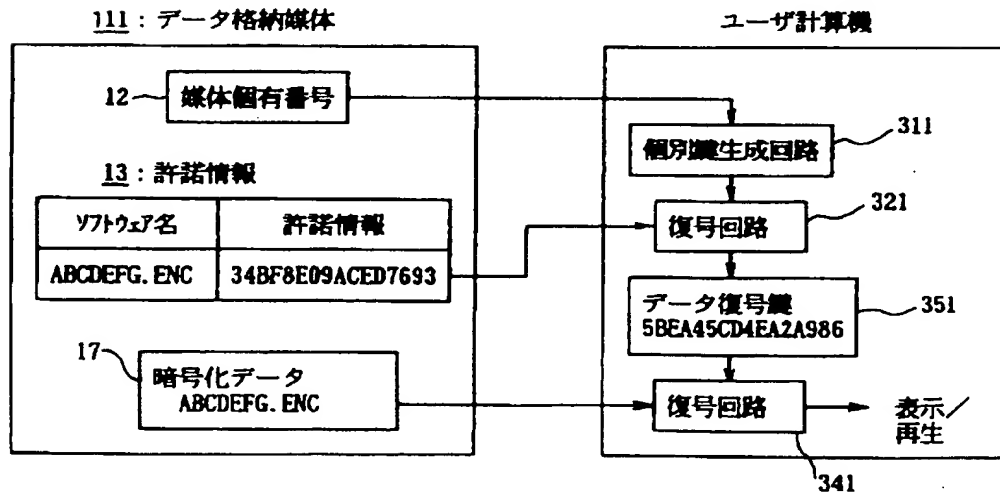 111:データ格納媒体
ユーザ計算機
12
媒体個有番号
311
個別鍵生成回路
13:許諾情報
ソフトウェア名
許諾情報
321
復号回路
ABCDEFG.ENC
34BF8E09ACED7693
データ復号鍵
5BEA45CD4EA2A986
351
17
暗号化データ
ABCDEFG.ENC
復号回路
表示/
再生
341